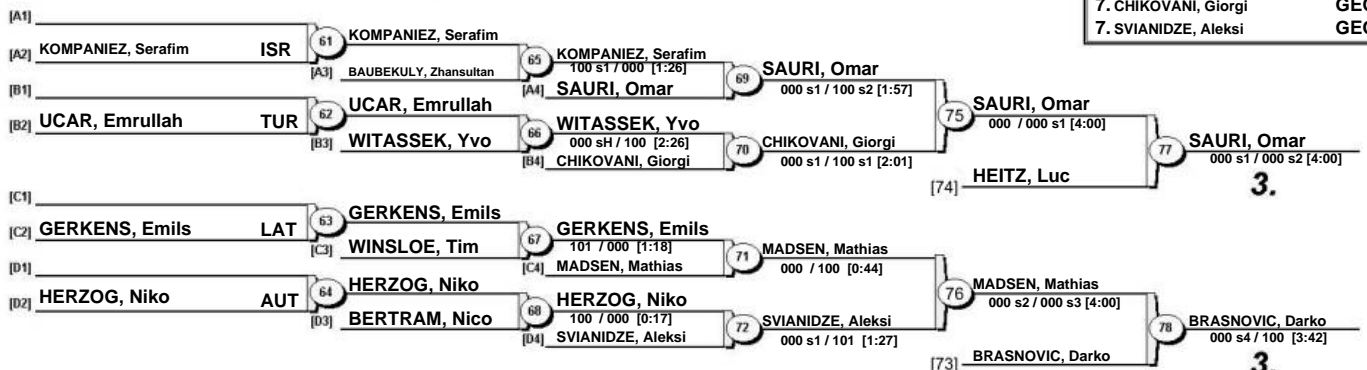 7. CHIKOVANI, Giorgi GEO
7. SVIANIDZE, Aleksi GEO
[A1]
[A2] KOMPANIEZ, Serafim ISR
61 KOMPANIEZ, Serafim
[A3] BAUBEKULY, Zhansultan
65 KOMPANIEZ, Serafim
100 s1 / 000 [1:26]
[A4] SAURI, Omar
69 SAURI, Omar
000 s1 / 100 s2 [1:57]
[B1]
[B2] UCAR, Emrullah TUR
62 UCAR, Emrullah
[B3] WITASSEK, Yvo
66 WITASSEK, Yvo
000 sH / 100 [2:26]
[B4] CHIKOVANI, Giorgi
70 CHIKOVANI, Giorgi
000 s1 / 100 s1 [2:01]
75 SAURI, Omar
000 / 000 s1 [4:00]
[74] HEITZ, Luc
77 SAURI, Omar
000 s1 / 000 s2 [4:00]
3.
[C1]
[C2] GERKENS, Emils LAT
63 GERKENS, Emils
[C3] WINSLOE, Tim
67 GERKENS, Emils
101 / 000 [1:18]
[C4] MADSEN, Mathias
71 MADSEN, Mathias
000 / 100 [0:44]
[D1]
[D2] HERZOG, Niko AUT
64 HERZOG, Niko
[D3] BERTRAM, Nico
68 HERZOG, Niko
100 / 000 [0:17]
[D4] SVIANIDZE, Aleksi
72 SVIANIDZE, Aleksi
000 s1 / 101 [1:27]
76 MADSEN, Mathias
000 s2 / 000 s3 [4:00]
[73] BRASNOVIC, Darko
78 BRASNOVIC, Darko
000 s4 / 100 [3:42]
3.